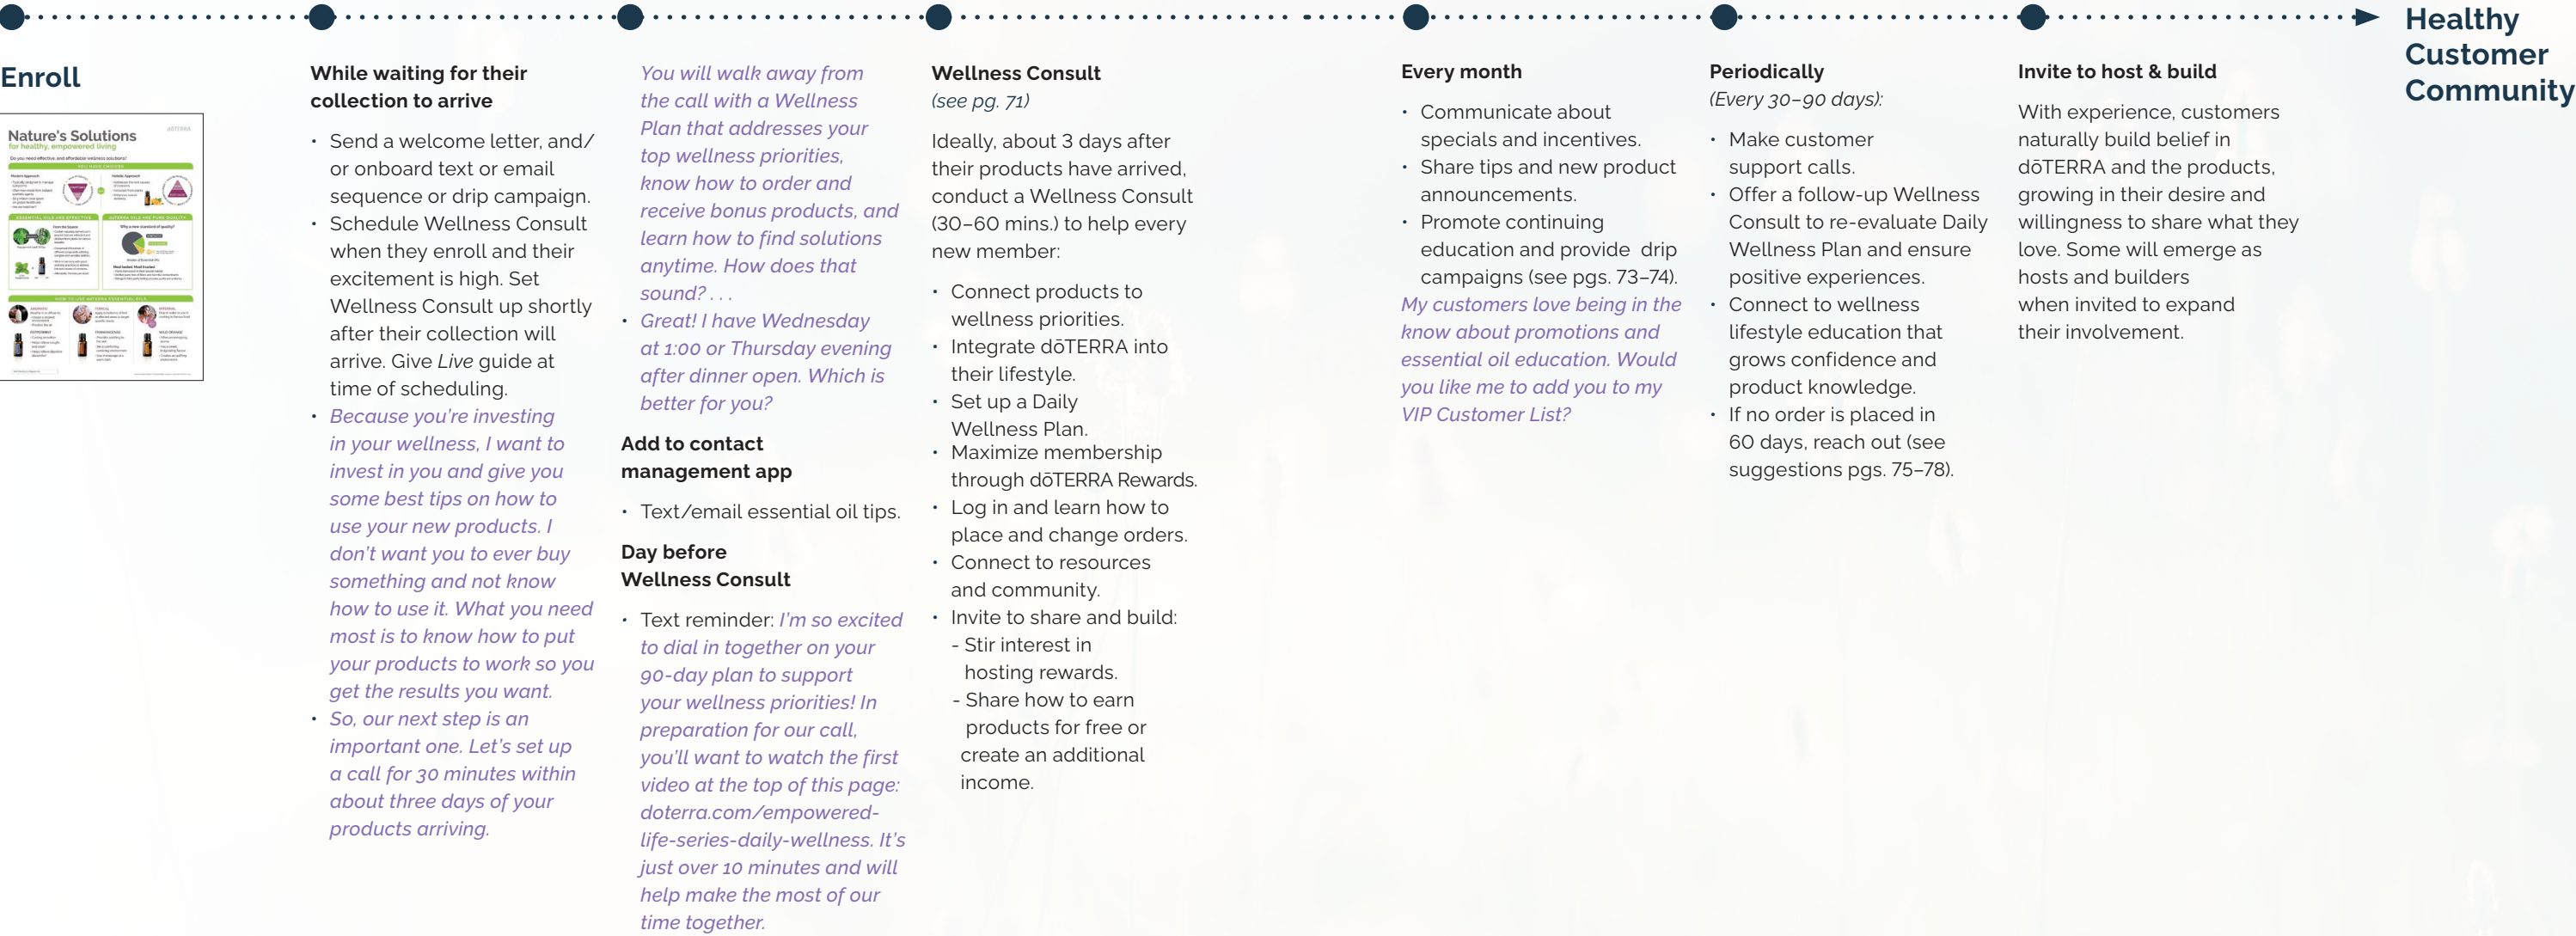 Enroll
Nature's Solutions
for healthy, empowered living
While waiting for their
collection to arrive
• Send a welcome letter, and/
or onboard text or email
sequence or drip campaign.
• Schedule Wellness Consult
when they enroll and their
excitement is high. Set
Wellness Consult up shortly
after their collection will
arrive. Give Live guide at
time of scheduling.
• Because you’re investing
in your wellness, I want to
invest in you and give you
some best tips on how to
use your new products. I
don’t want you to ever buy
something and not know
how to use it. What you need
most is to know how to put
your products to work so you
get the results you want.
• So, our next step is an
important one. Let’s set up
a call for 30 minutes within
about three days of your
products arriving.
You will walk away from
the call with a Wellness
Plan that addresses your
top wellness priorities,
know how to order and
receive bonus products, and
learn how to find solutions
anytime. How does that
sound? . . .
• Great! I have Wednesday
at 1:00 or Thursday evening
after dinner open. Which is
better for you?
Add to contact
management app
• Text/email essential oil tips.
Day before
Wellness Consult
• Text reminder: I’m so excited
to dial in together on your
90-day plan to support
your wellness priorities! In
preparation for our call,
you’ll want to watch the first
video at the top of this page:
doterra.com/empowered-
life-series-daily-wellness. It’s
just over 10 minutes and will
help make the most of our
time together.
Wellness Consult
(see pg. 71)
Ideally, about 3 days after
their products have arrived,
conduct a Wellness Consult
(30–60 mins.) to help every
new member:
• Connect products to
wellness priorities.
• Integrate dōTERRA into
their lifestyle.
• Set up a Daily
Wellness Plan.
• Maximize membership
through dōTERRA Rewards.
• Log in and learn how to
place and change orders.
• Connect to resources
and community.
• Invite to share and build:
- Stir interest in
hosting rewards.
- Share how to earn
products for free or
create an additional
income.
Every month
• Communicate about
specials and incentives.
• Share tips and new product
announcements.
• Promote continuing
education and provide  drip
campaigns (see pgs. 73–74).
My customers love being in the
know about promotions and
essential oil education. Would
you like me to add you to my
VIP Customer List?
Periodically
(Every 30–90 days):
• Make customer
support calls.
• Offer a follow-up Wellness
Consult to re-evaluate Daily
Wellness Plan and ensure
positive experiences.
• Connect to wellness
lifestyle education that
grows confidence and
product knowledge.
• If no order is placed in
60 days, reach out (see
suggestions pgs. 75–78).
Invite to host & build
With experience, customers
naturally build belief in
dōTERRA and the products,
growing in their desire and
willingness to share what they
love. Some will emerge as
hosts and builders
when invited to expand
their involvement.
Healthy
Customer
Community